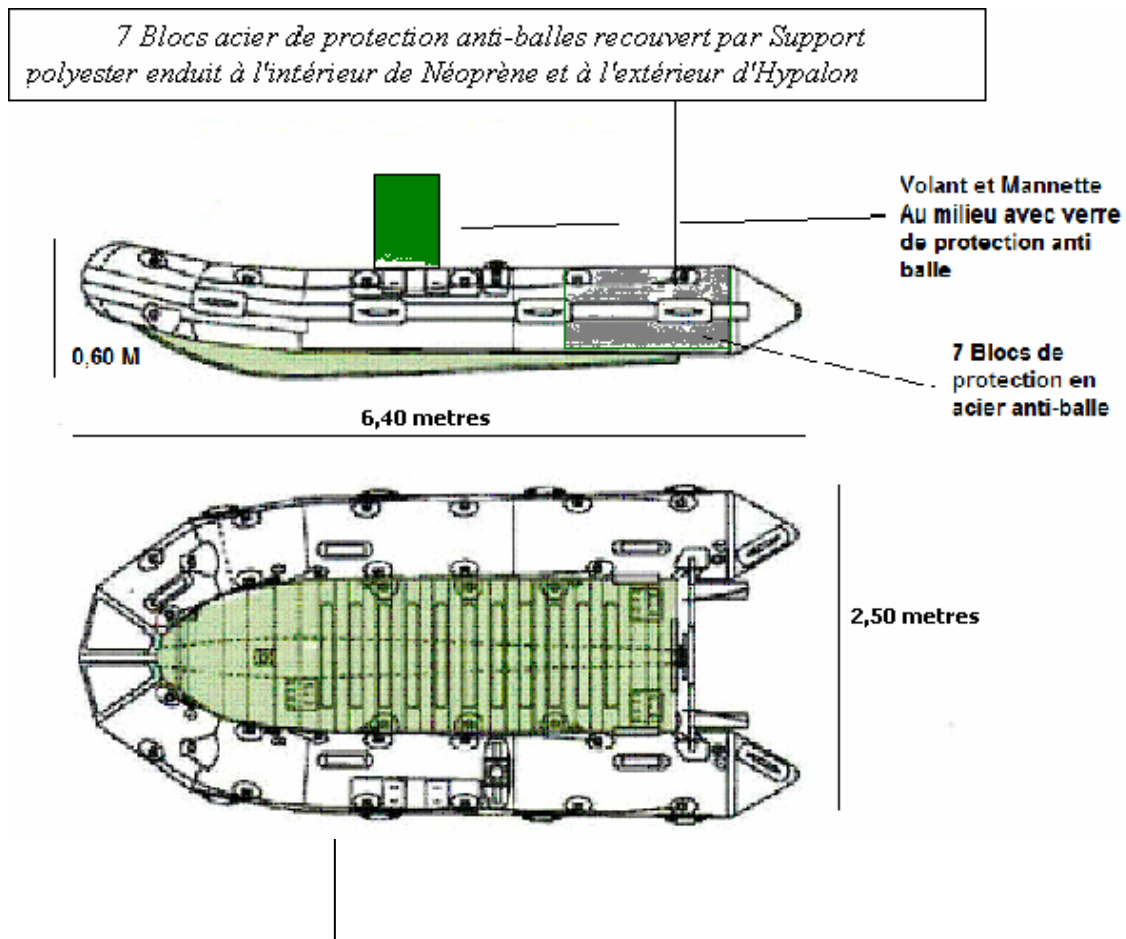 7 Blocs acier de protection anti-balles recouvert par Support
polyester enduit à l'intérieur de Néoprène et à l'extérieur d'Hypalon
Volant et Mannette
Au milieu avec verre
de protection anti
balle
0,60 M
7 Blocs de
protection en
acier anti-balle
6,40 metres
2,50 metres